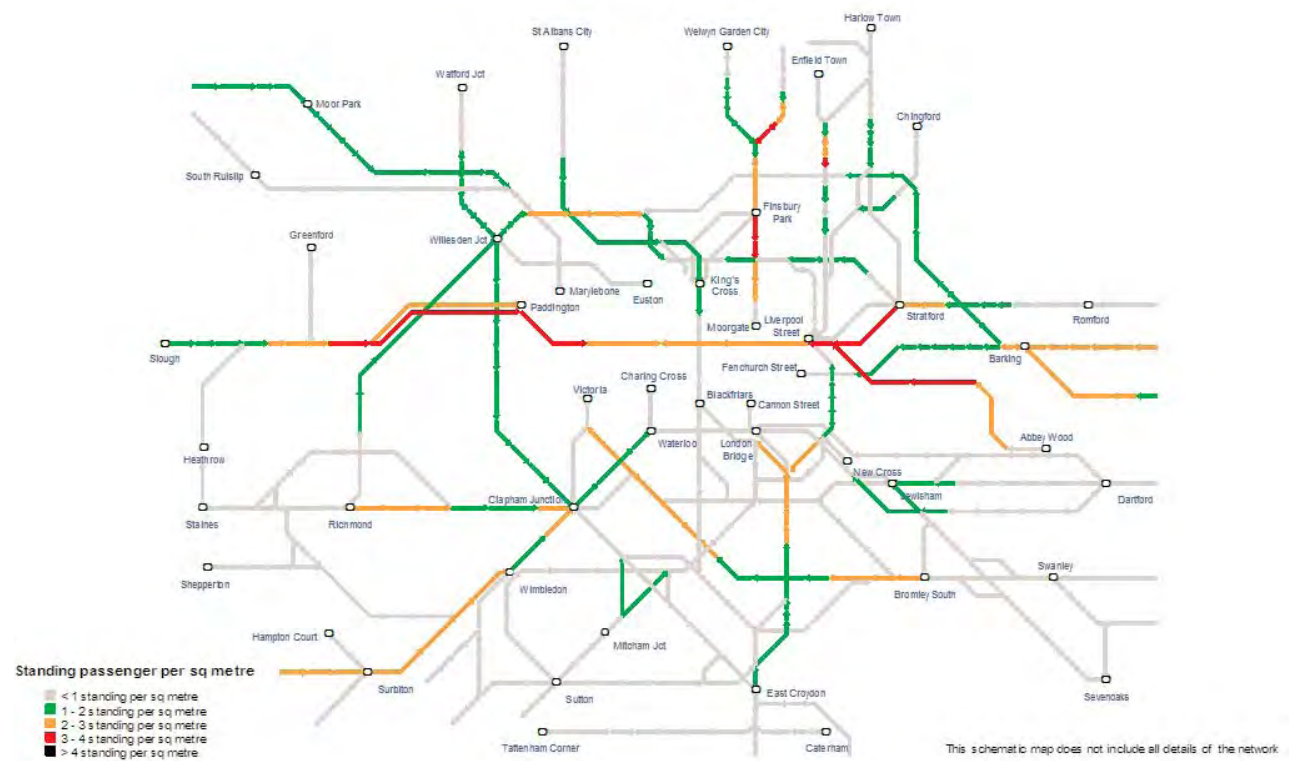 Harlow Town
St Albans City
Welwyn Garden City
Enfield Town
Watford Jct
Moor Park
Chingford
South Ruislip
Finsbury
Park
Greenford
Willesden Jct
King's
Cross
Marylebone
Euston
Paddington
Stratford
Romford
Moorgate
Liverpool
Street
Slough
Barking
Fenchurch Street
Charing Cross
Victoria
Blackfriars
Cannon Street
Waterloo
London
Bridge
Abbey Wood
Heathrow
New Cross
Lewisham
Clapham Junction
Dartford
Staines
Richmond
Shepperton
Wimbledon
Bromley South
Swanley
Hampton Court
Mitcham Jct
Surbiton
Sutton
East Croydon
Sevenoaks
Tattenham Corner
Caterham
Standing passenger per sq metre
< 1 standing per sq metre
1 - 2 standing per sq metre
2 - 3 standing per sq metre
3 - 4 standing per sq metre
> 4 standing per sq metre
This schematic map does not include all details of the network